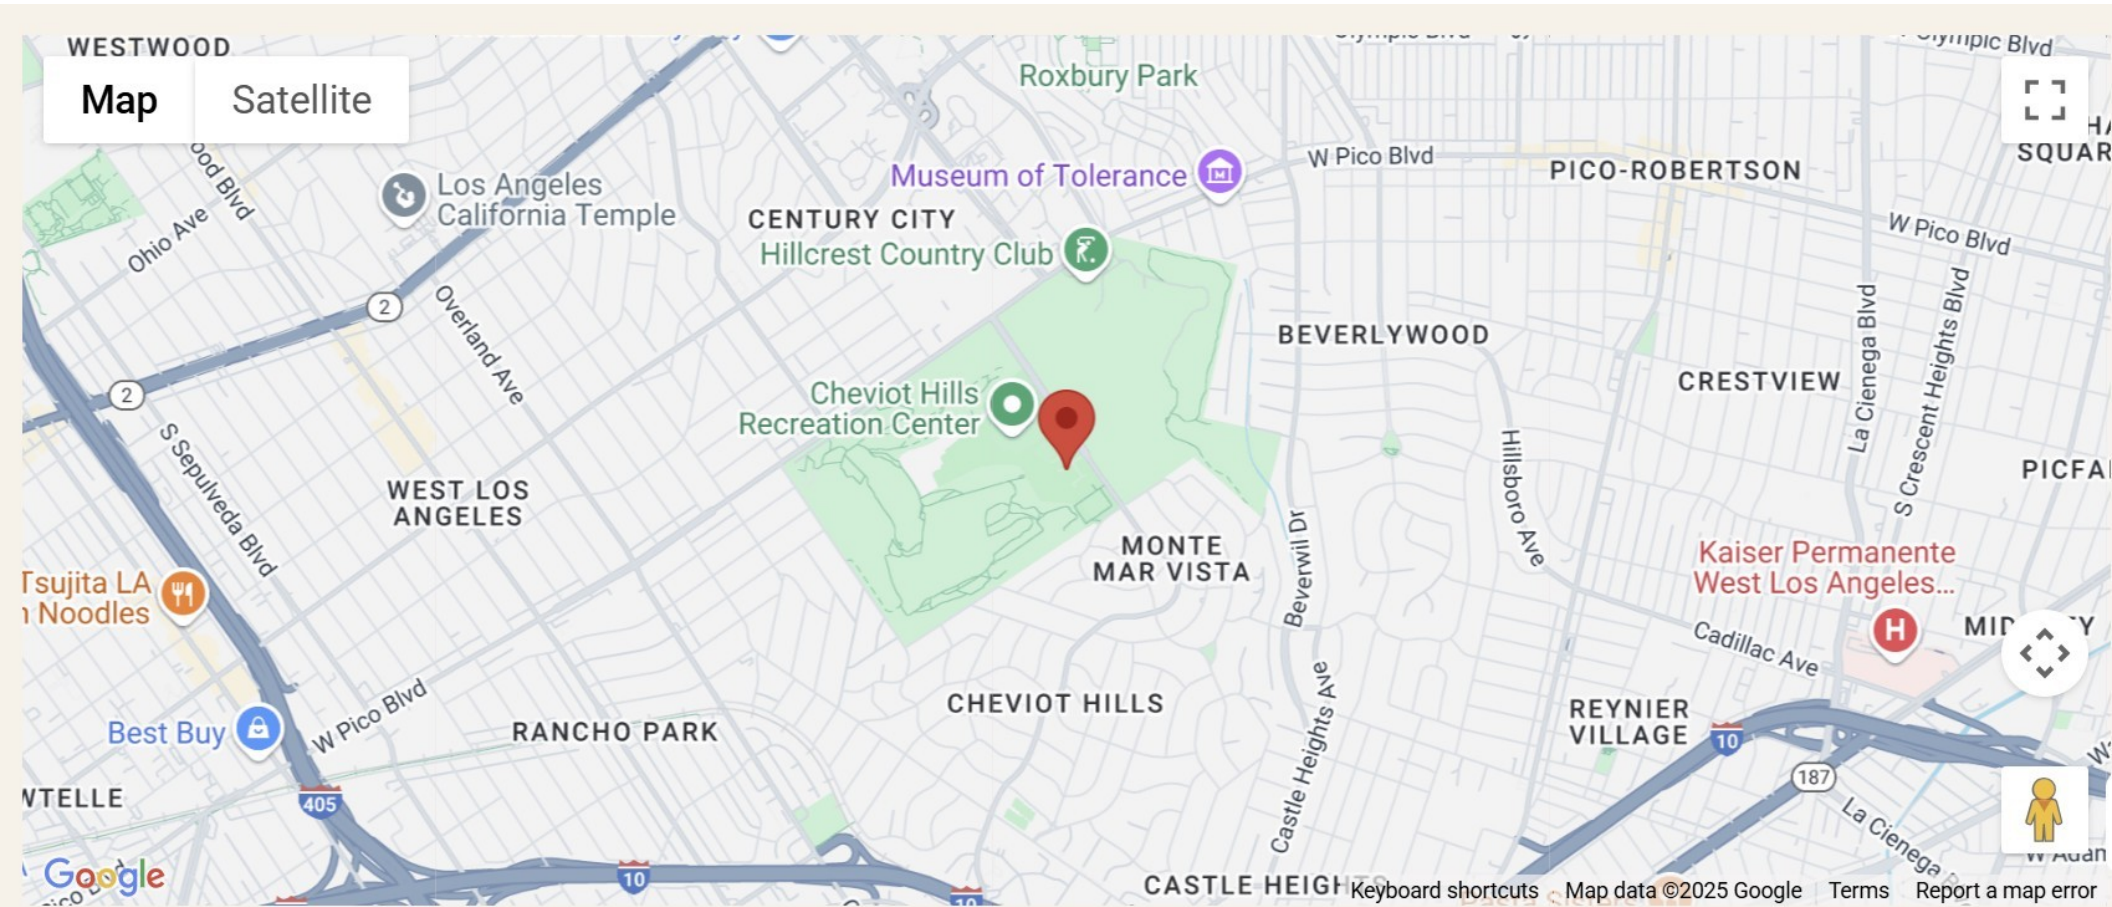 WESTWOOD
Map
Satellite
Roxbury Park
Olympic Blvd
Los Angeles
California Temple
Ohio Ave
Museum of Tolerance
W Pico Blvd
PICO-ROBERTSON
SQUAR
CENTURY CITY
Hillcrest Country Club
W Pico Blvd
2
Overland Ave
BEVERLYWOOD
La Cienega Blvd
S Crescent Heights Blvd
2
Cheviot Hills
Recreation Center
CRESTVIEW
S Sepulveda Blvd
WEST LOS
ANGELES
Hillsboro Ave
PICFAI
MONTE
MAR VISTA
Beverwil Dr
Kaiser Permanente
West Los Angeles...
Tsujita LA
Noodles
H
Cadillac Ave
W Pico Blvd
Best Buy
RANCHO PARK
CHEVIOT HILLS
Castle Heights Ave
REYNIER
VILLAGE
10
187
405
WTELLE
La Cienega
Google
10
10
CASTLE HEIGHTS
Keyboard shortcuts
Map data ©2025 Google
Terms
Report a map error